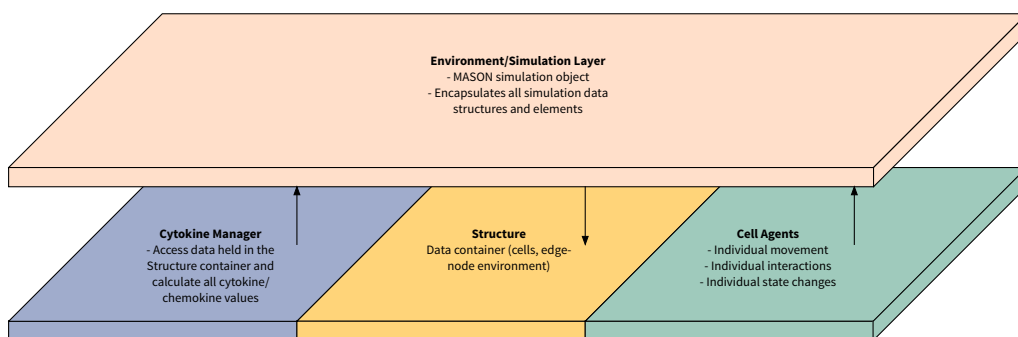 Environment/Simulation Layer
- MASON simulation object
- Encapsulates all simulation data
structures and elements
Cytokine Manager
- Access data held in the
Structure container and
calculate all cytokine/
chemokine values
Structure
Data container (cells, edge-
node environment)
Cell Agents
- Individual movement
- Individual interactions
- Individual state changes